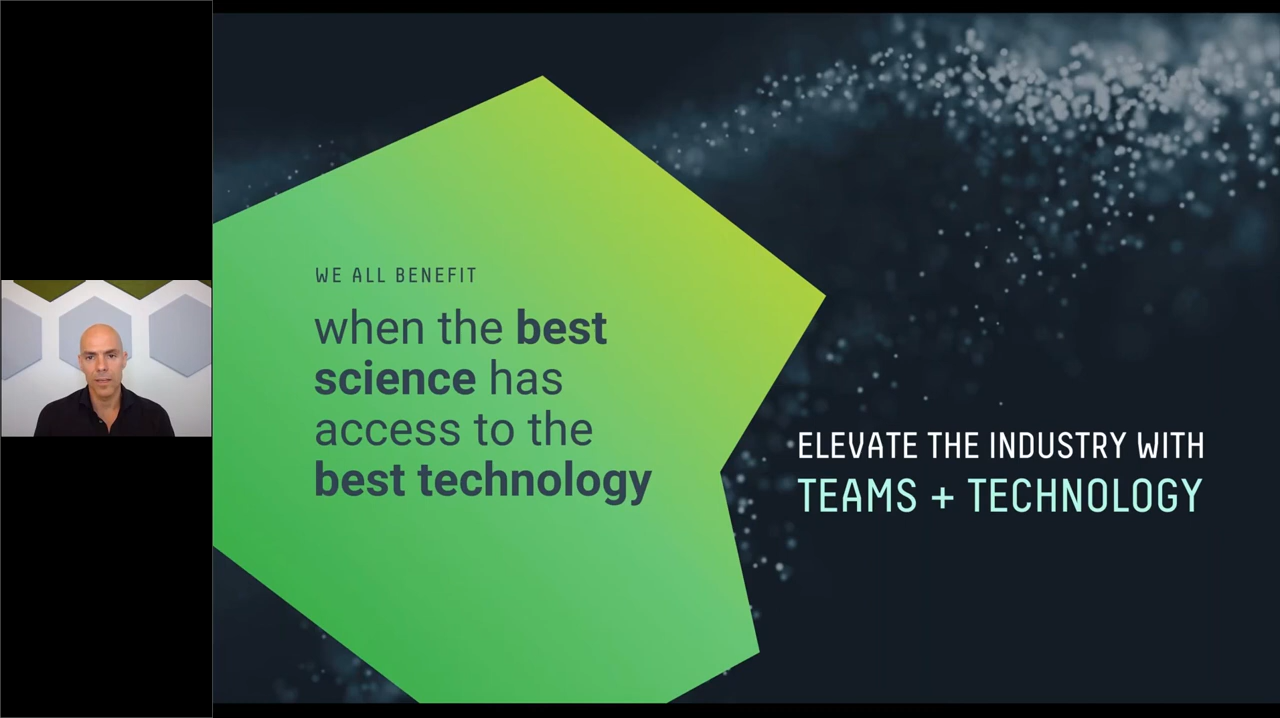 WE ALL BENEFIT
when the best
science has
access to the
best technology
ELEVATE THE INDUSTRY WITH
TEAMS + TECHNOLOGY